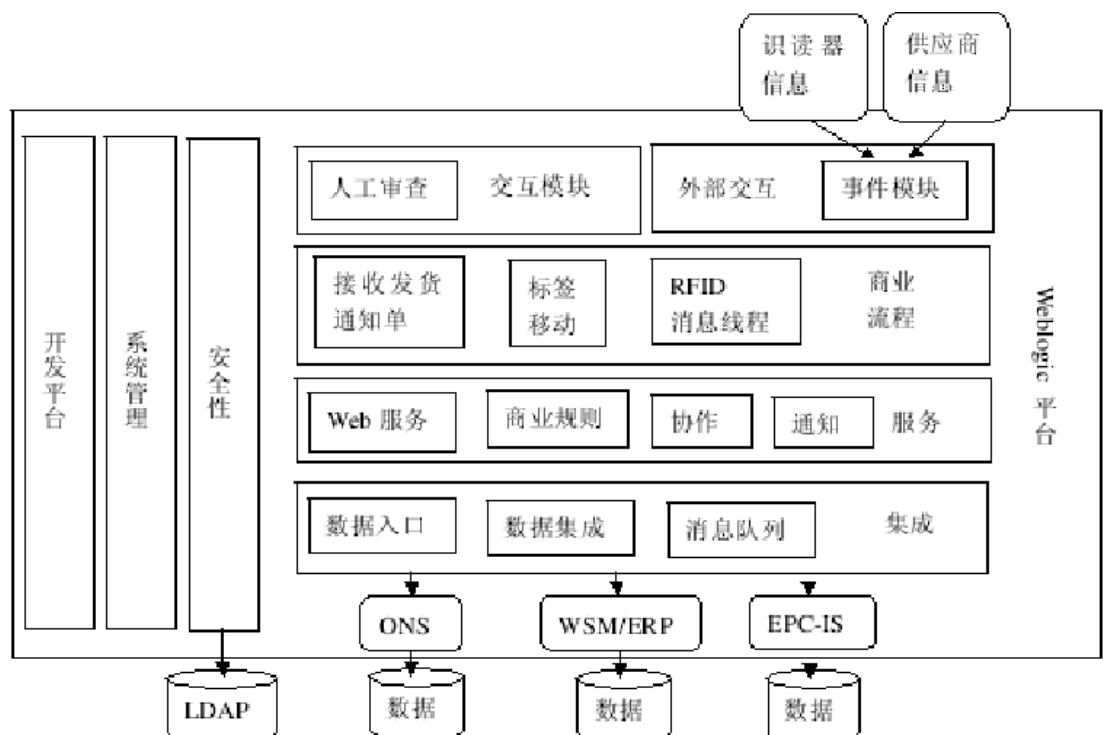 识读器
信息
供应商
信息
人工审查
交互模块
外部交互
事件模块
接收发货
通知单
标签
移动
RFID
消息线程
商业
流程
开发平台
系统管理
安全性
Weblogic 平台
Web 服务
商业规则
协作
通知
服务
数据入口
数据集成
消息队列
集成
ONS
WSM/ERP
EPC-IS
LDAP
数据
数据
数据